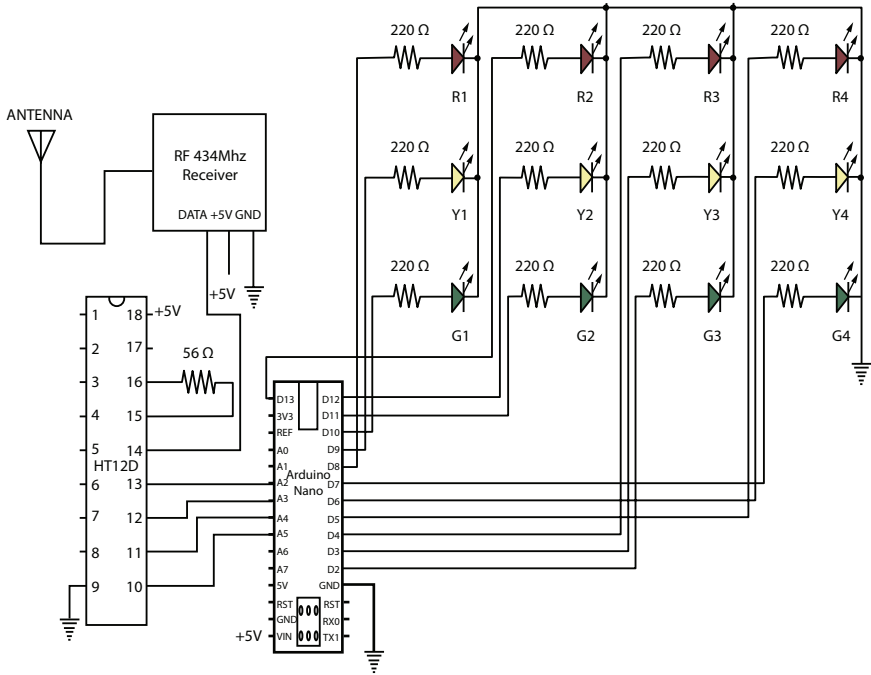 220 Ω 220 Ω 220 Ω 220 Ω
R1 R2 R3 R4
ANTENNA
RF 434Mhz
Receiver
DATA +5V GND
+5V
220 Ω 220 Ω 220 Ω 220 Ω
Y1 Y2 Y3 Y4
220 Ω 220 Ω 220 Ω 220 Ω
G1 G2 G3 G4
1 18 +5V
2 17
3 16 56 Ω
4 15
5 14
HT12D
6 13
7 12
8 11
9 10
D13 D12
3V3 D11
REF D10
A0 D9
A1 D8
Arduino
Nano
A2 D7
A3 D6
A4 D5
A5 D4
A6 D3
A7 D2
5V GND
RST RST
GND RX0
+5V VIN TX1